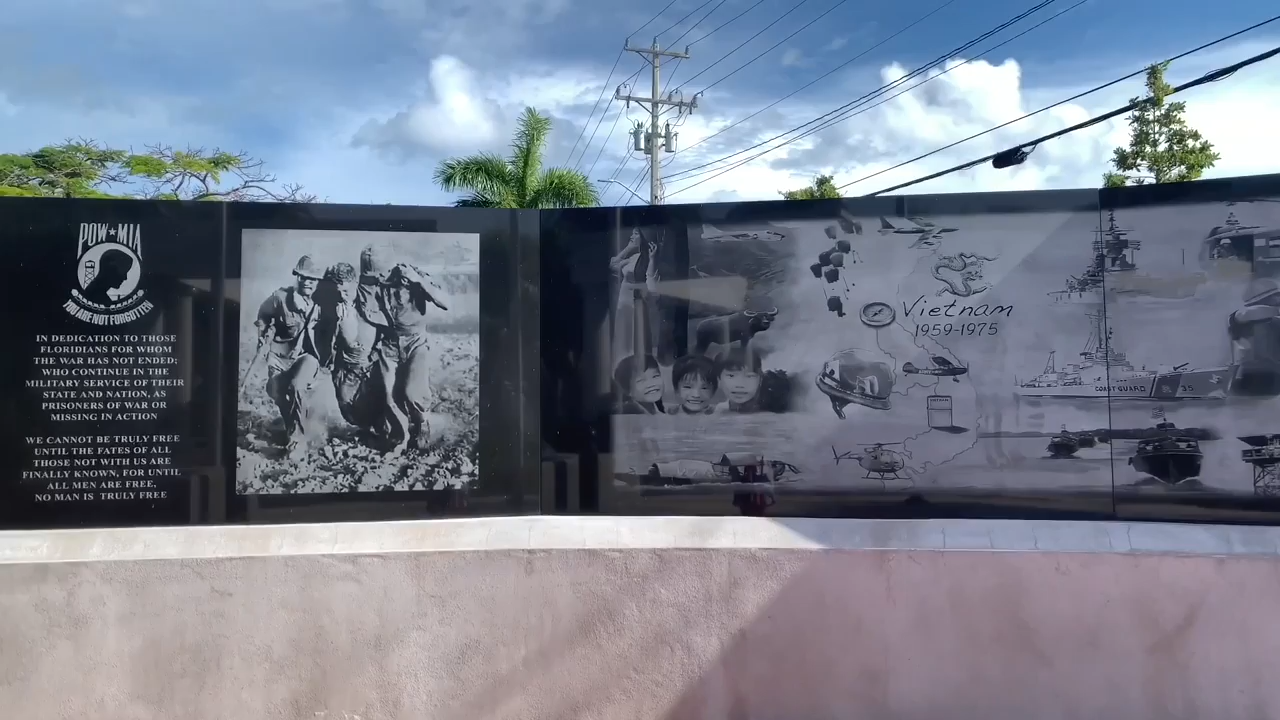 POW★MIA
YOU ARE NOT FORGOTTEN
IN DEDICATION TO THOSE
FLORIDIANS FOR WHOM
THE WAR HAS NOT ENDED;
WHO CONTINUE IN THE
MILITARY SERVICE OF THEIR
STATE AND NATION, AS
PRISONERS OF WAR OR
MISSING IN ACTION
WE CANNOT BE TRULY FREE
UNTIL THE FATES OF ALL
THOSE NOT WITH US ARE
FINALLY KNOWN, FOR UNTIL
ALL MEN ARE FREE,
NO MAN IS TRULY FREE
Vietnam
1959-1975
COAST GUARD 35